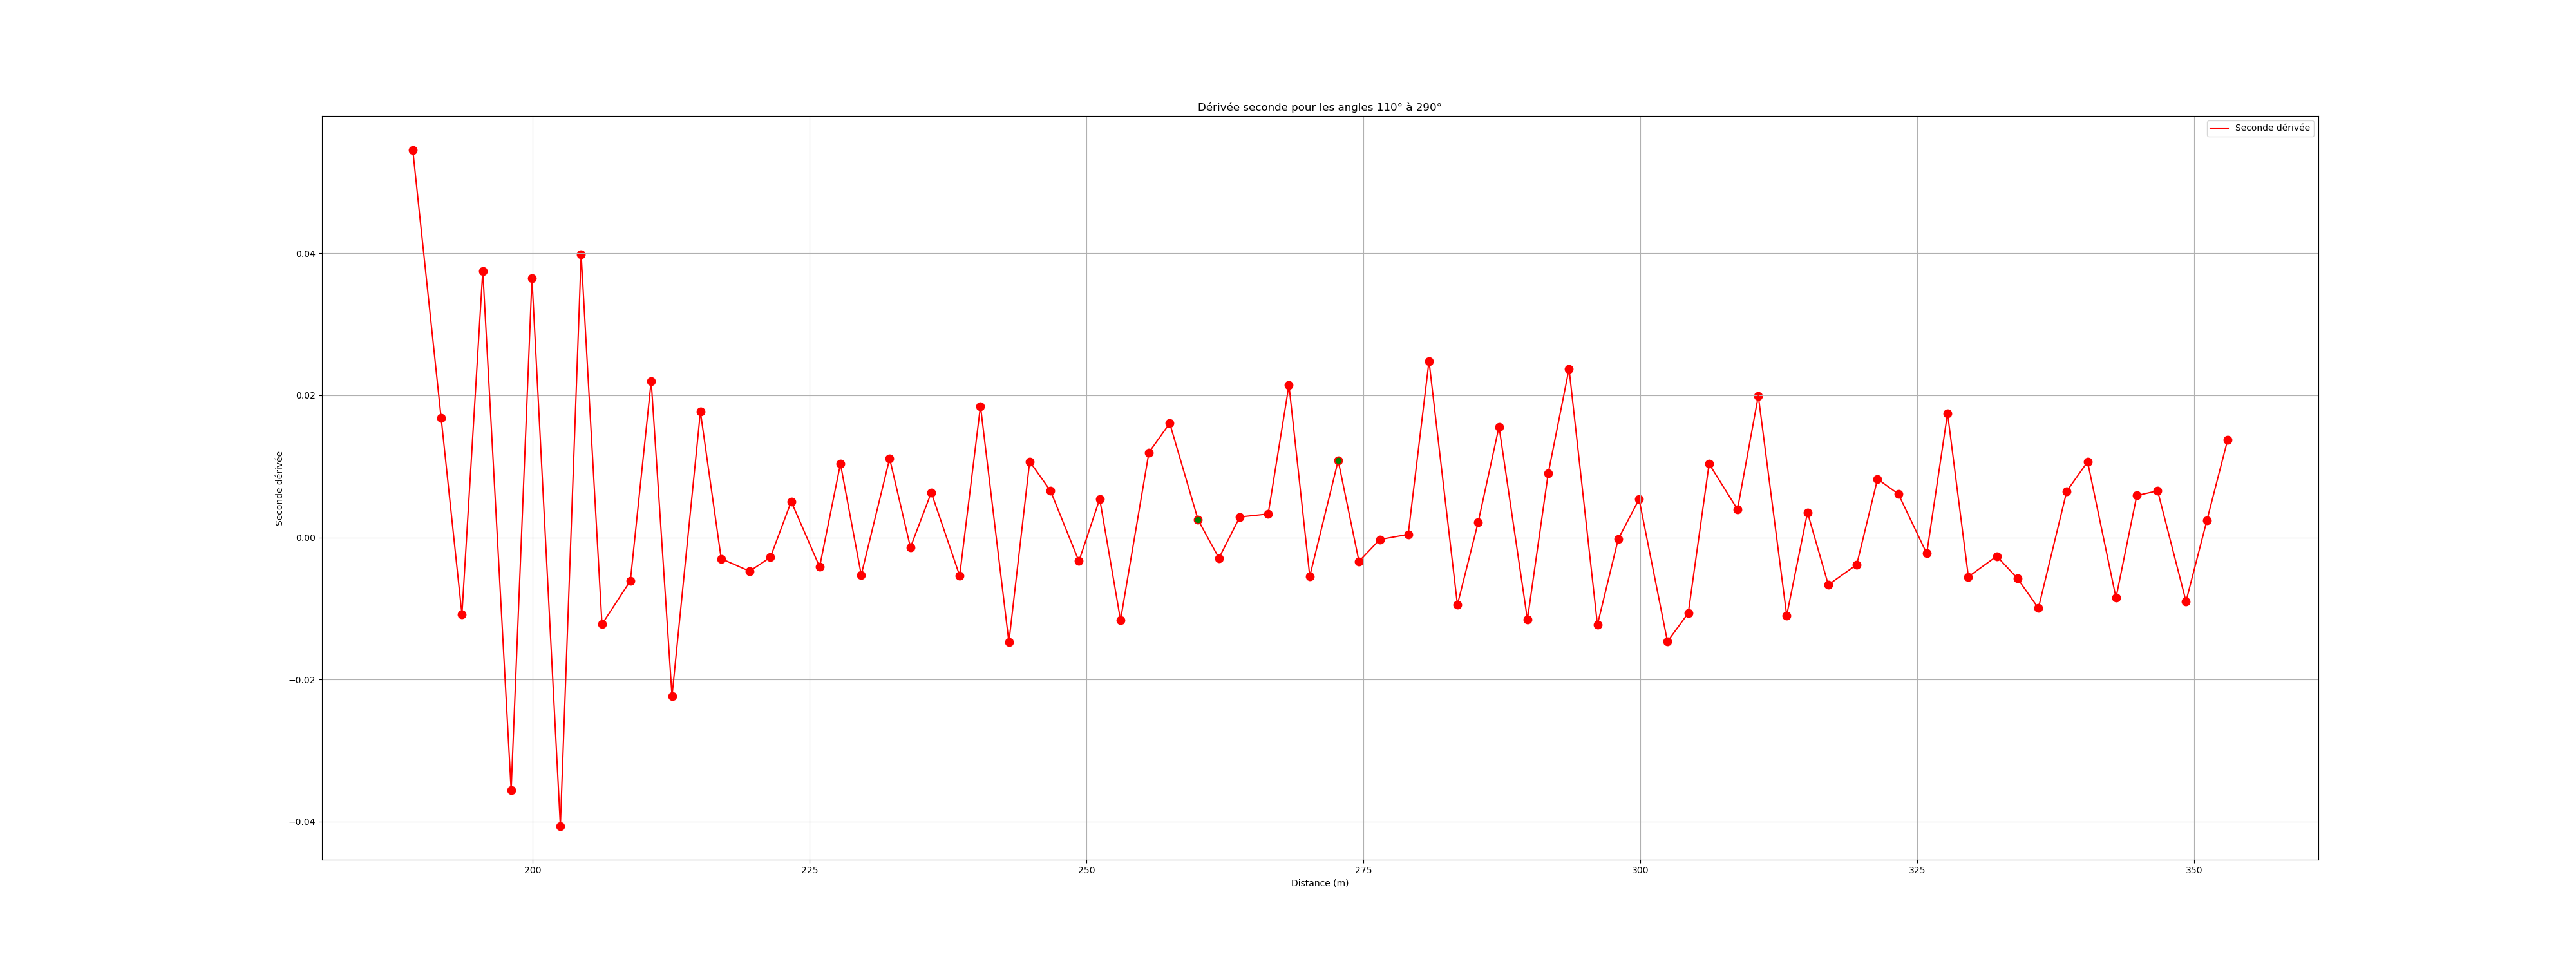 Dérivée seconde pour les angles 110° à 290°
Seconde dérivée
Seconde dérivée
0.04
0.02
0.00
−0.02
−0.04
200 225 250 275 300 325 350
Distance (m)